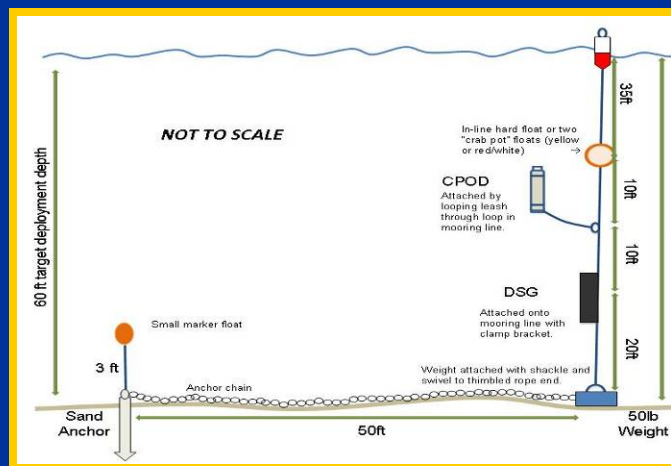 NOT TO SCALE
60 ft target deployment depth
35ft
In-line hard float or two
"crab pot" floats (yellow
or red/white)
CPOD
Attached by
looping leash
through loop in
mooring line.
10ft
10ft
DSG
Attached onto
mooring line with
clamp bracket.
20ft
Small marker float
3 ft
Anchor chain
Weight attached with shackle and
swivel to thimbled rope end.
Sand
Anchor
50ft
50lb
Weight